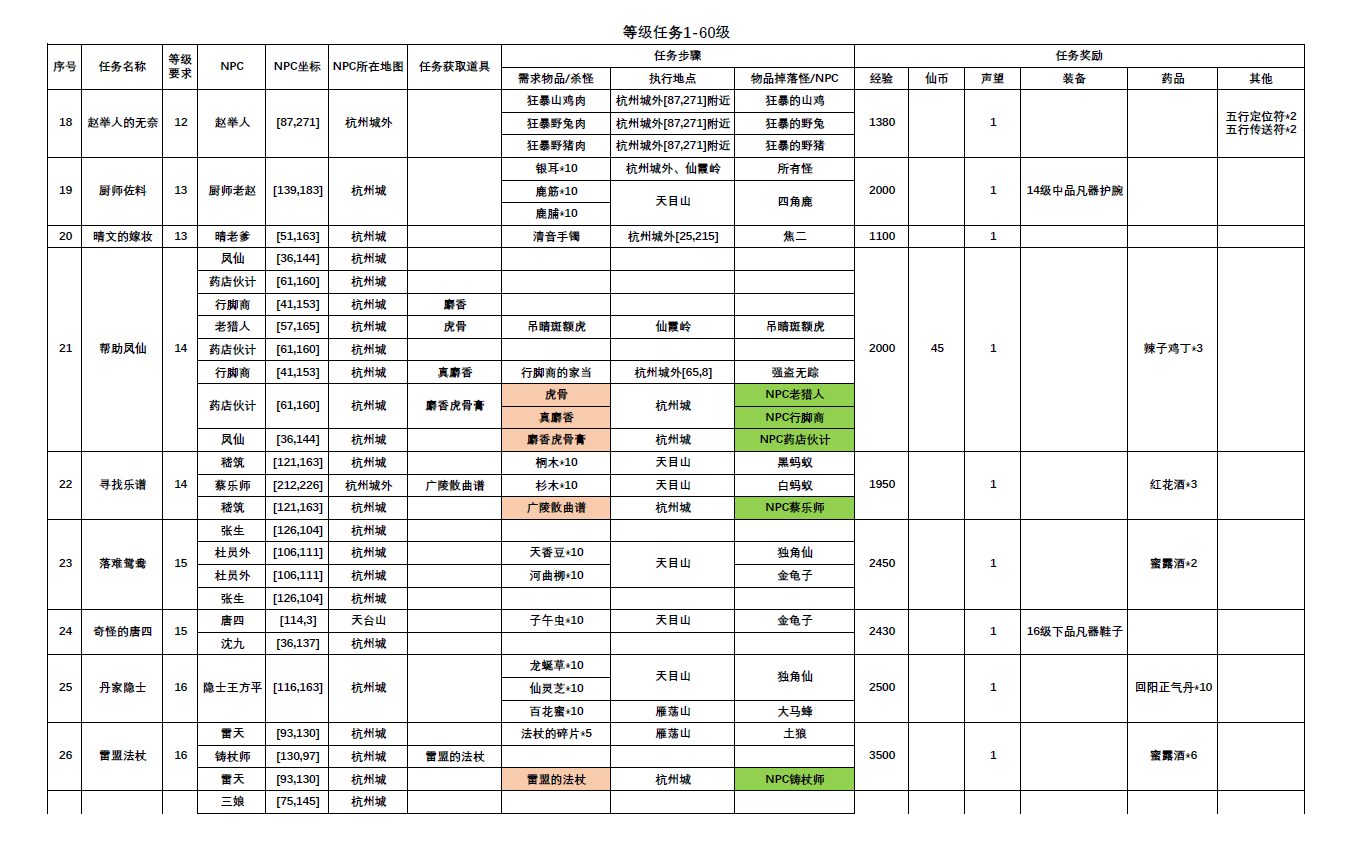 等级任务1-60级
序号 任务名称 等级要求 NPC NPC坐标 NPC所在地图 任务获取道具 任务步骤 任务奖励
需求物品/杀怪 执行地点 物品掉落怪/NPC 经验 仙币 声望 装备 药品 其他
18 赵举人的无奈 12 赵举人 [87,271] 杭州城外 狂暴山鸡肉 杭州城外[87,271]附近 狂暴的山鸡 1380 1 五行定位符*2
五行传送符*2
狂暴野兔肉 杭州城外[87,271]附近 狂暴的野兔
狂暴野猪肉 杭州城外[87,271]附近 狂暴的野猪
19 厨师佐料 13 厨师老赵 [139,183] 杭州城 银耳*10 杭州城外、仙霞岭 所有怪 2000 1 14级中品凡器护腕
鹿筋*10 天目山 四角鹿
鹿脯*10
20 晴文的嫁妆 13 晴老爹 [51,163] 杭州城 清音手镯 杭州城外[25,215] 焦二 1100 1
21 帮助凤仙 14 凤仙 [36,144] 杭州城 2000 45 1 辣子鸡丁*3
药店伙计 [61,160] 杭州城
行脚商 [41,153] 杭州城 麝香
老猎人 [57,165] 杭州城 虎骨 吊睛斑额虎 仙霞岭 吊睛斑额虎
药店伙计 [61,160] 杭州城
行脚商 [41,153] 杭州城 真麝香 行脚商的家当 杭州城外[65,8] 强盗无踪
药店伙计 [61,160] 杭州城 麝香虎骨膏 虎骨 杭州城 NPC老猎人
真麝香 NPC行脚商
凤仙 [36,144] 杭州城 麝香虎骨膏 杭州城 NPC药店伙计
22 寻找乐谱 14 嵇筑 [121,163] 杭州城 桐木*10 天目山 黑蚂蚁 1950 1 红花酒*3
蔡乐师 [212,226] 杭州城外 广陵散曲谱 杉木*10 天目山 白蚂蚁
嵇筑 [121,163] 杭州城 广陵散曲谱 杭州城 NPC蔡乐师
23 落难鸳鸯 15 张生 [126,104] 杭州城 2450 1 蜜露酒*2
杜员外 [106,111] 杭州城 天香豆*10 天目山 独角仙
杜员外 [106,111] 杭州城 河曲柳*10 金龟子
张生 [126,104] 杭州城
24 奇怪的唐四 15 唐四 [114,3] 天台山 子午虫*10 天目山 金龟子 2430 1 16级下品凡器鞋子
沈九 [36,137] 杭州城
25 丹家隐士 16 隐士王方平 [116,163] 杭州城 龙蜒草*10 天目山 独角仙 2500 1 回阳正气丹*10
仙灵芝*10
百花蜜*10 雁荡山 大马蜂
26 雷盟法杖 16 雷天 [93,130] 杭州城 法杖的碎片*5 雁荡山 土狼 3500 1 蜜露酒*6
铸杖师 [130,97] 杭州城 雷盟的法杖
雷天 [93,130] 杭州城 雷盟的法杖 杭州城 NPC铸杖师
三娘 [75,145] 杭州城